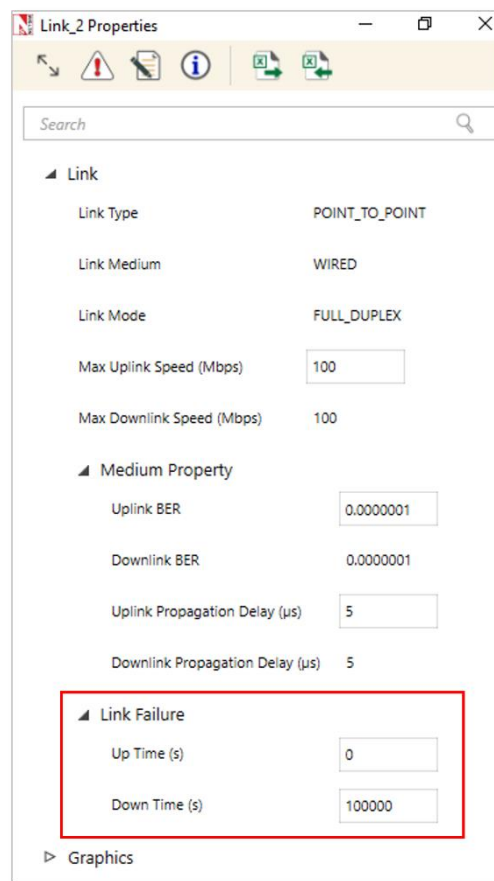 Link_2 Properties
Search
Link
Link Type POINT_TO_POINT
Link Medium WIRED
Link Mode FULL_DUPLEX
Max Uplink Speed (Mbps) 100
Max Downlink Speed (Mbps) 100
Medium Property
Uplink BER 0.0000001
Downlink BER 0.0000001
Uplink Propagation Delay (µs) 5
Downlink Propagation Delay (µs) 5
Link Failure
Up Time (s) 0
Down Time (s) 100000
Graphics